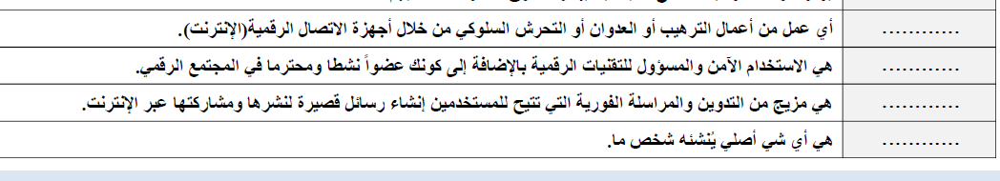 ............ أي عمل من أعمال الترهيب أو العدوان أو التحرش السلوكي من خلال أجهزة الاتصال الرقمية(الإنترنت).
............ هي الاستخدام الآمن والمسؤول للتقنيات الرقمية بالإضافة إلى كونك عضواً نشطا ومحترما في المجتمع الرقمي.
............ هي مزيج من التدوين والمراسلة الفورية التي تتيح للمستخدمين إنشاء رسائل قصيرة لنشرها ومشاركتها عبر الإنترنت.
............ هي أي شي أصلي يُنشئه شخص ما.